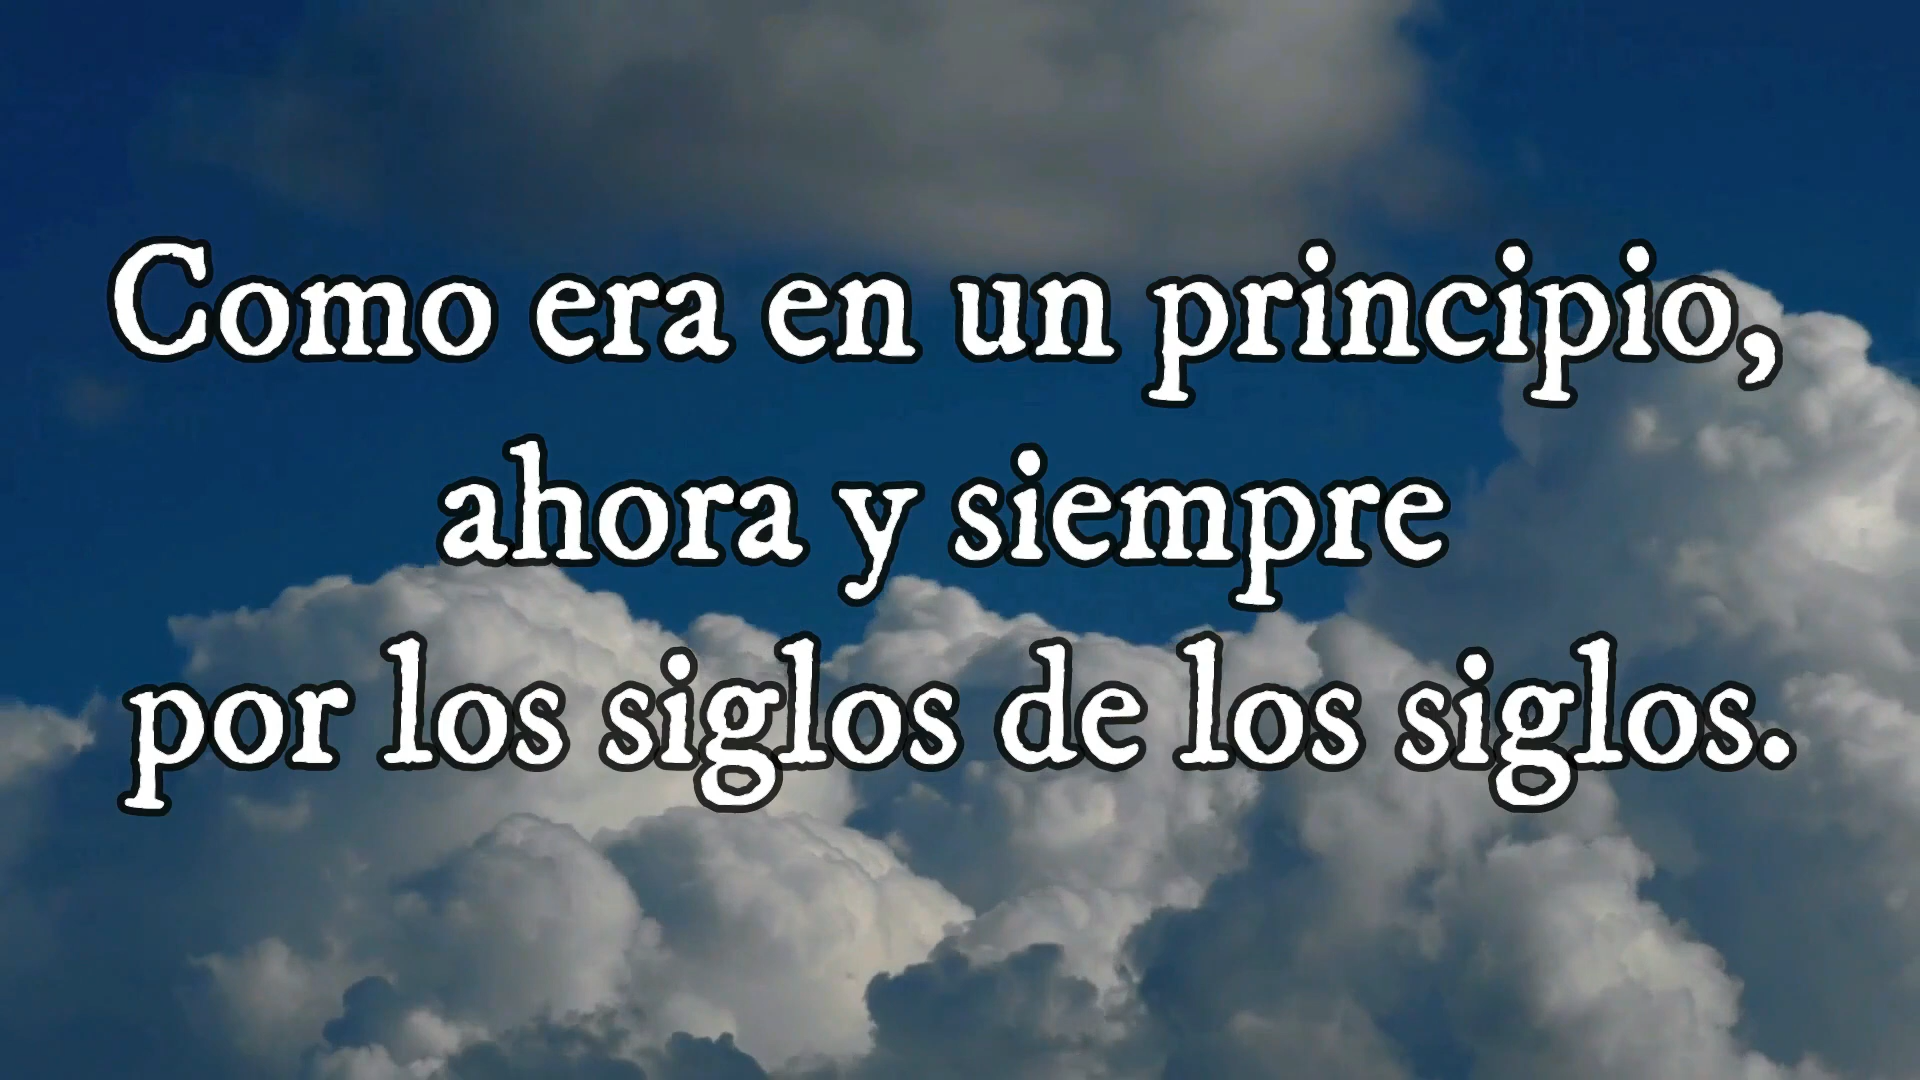 Como era en un principio,
ahora y siempre
por los siglos de los siglos.